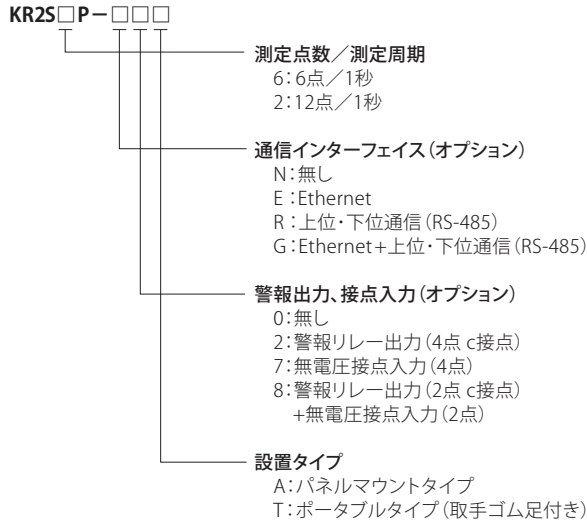 KR2S□P－□□□
測定点数／測定周期
6：6点／1秒
2：12点／1秒
通信インターフェイス（オプション）
N：無し
E：Ethernet
R：上位・下位通信（RS-485）
G：Ethernet+上位・下位通信（RS-485）
警報出力、接点入力（オプション）
0：無し
2：警報リレー出力（4点 c接点）
7：無電圧接点入力（4点）
8：警報リレー出力（2点 c接点）
+無電圧接点入力（2点）
設置タイプ
A：パネルマウントタイプ
T：ポータブルタイプ（取手ゴム足付き）